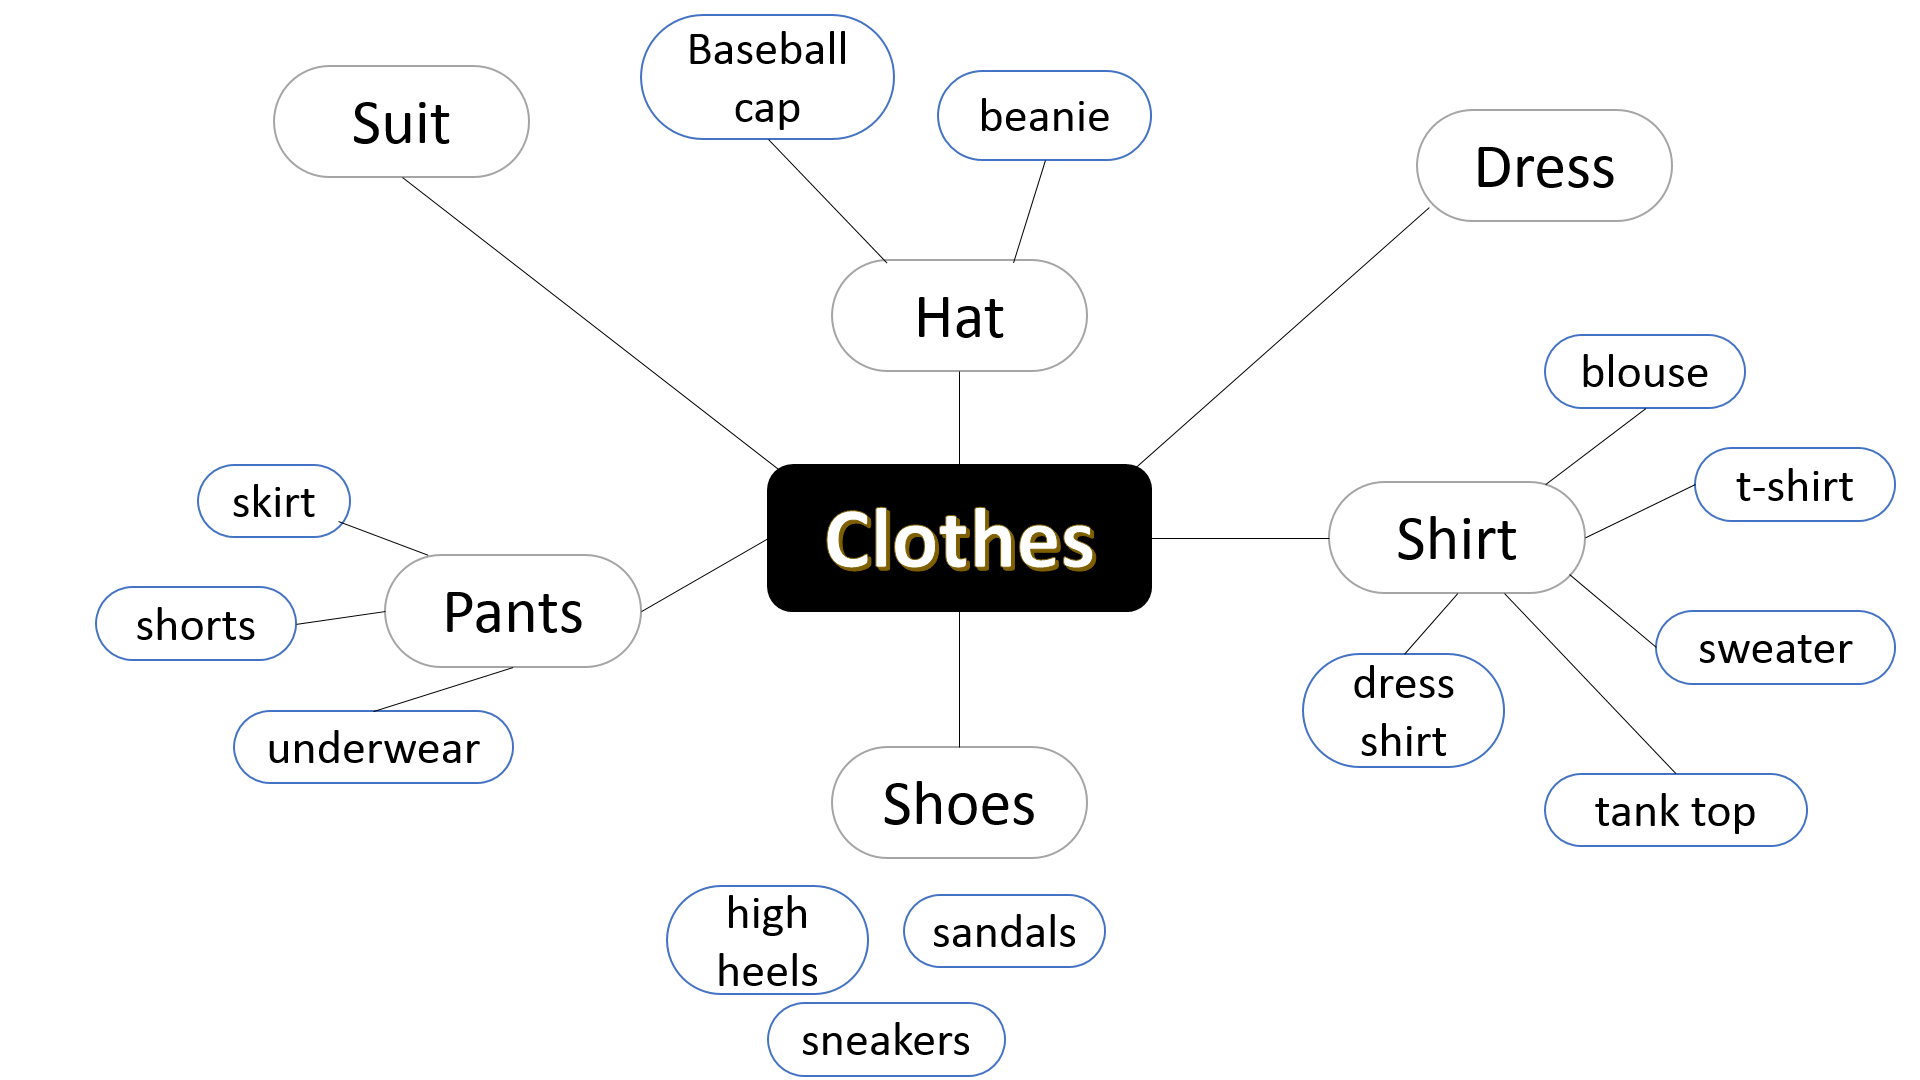 Suit
Baseball
cap
beanie
Dress
Hat
blouse
t-shirt
skirt
Clothes
Shirt
shorts
Pants
sweater
dress
shirt
underwear
Shoes
tank top
high
heels
sandals
sneakers